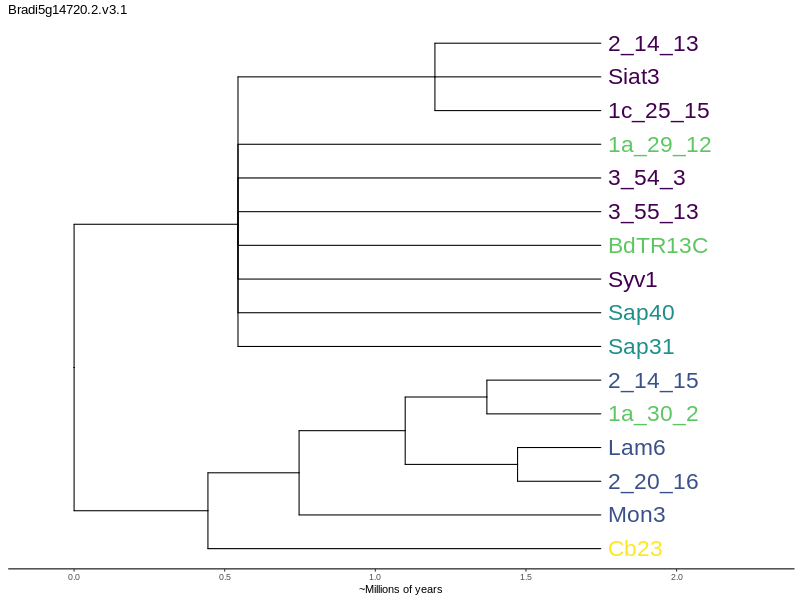 Bradi5g14720.2.v3.1
2_14_13
Siat3
1c_25_15
1a_29_12
3_54_3
3_55_13
BdTR13C
Syv1
Sap40
Sap31
2_14_15
1a_30_2
Lam6
2_20_16
Mon3
Cb23
0.0 0.5 1.0 1.5 2.0
~Millions of years